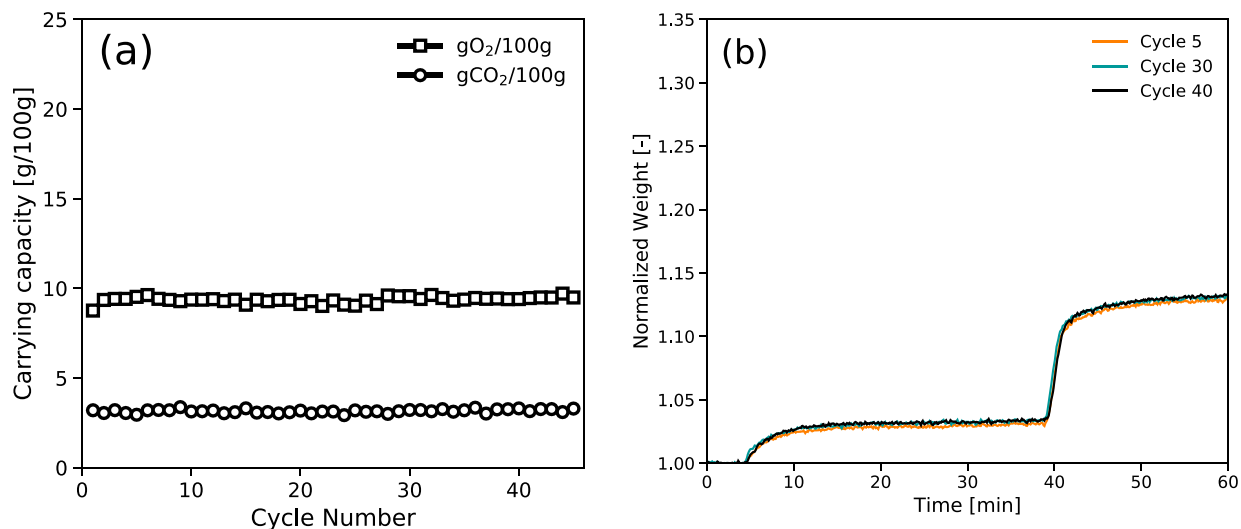 (a)
gO₂/100g
gCO₂/100g
Carrying capacity [g/100g]
25
20
15
10
5
0
0
10
20
30
40
Cycle Number
(b)
Cycle 5
Cycle 30
Cycle 40
Normalized Weight [-]
1.35
1.30
1.25
1.20
1.15
1.10
1.05
1.00
0
10
20
30
40
50
60
Time [min]